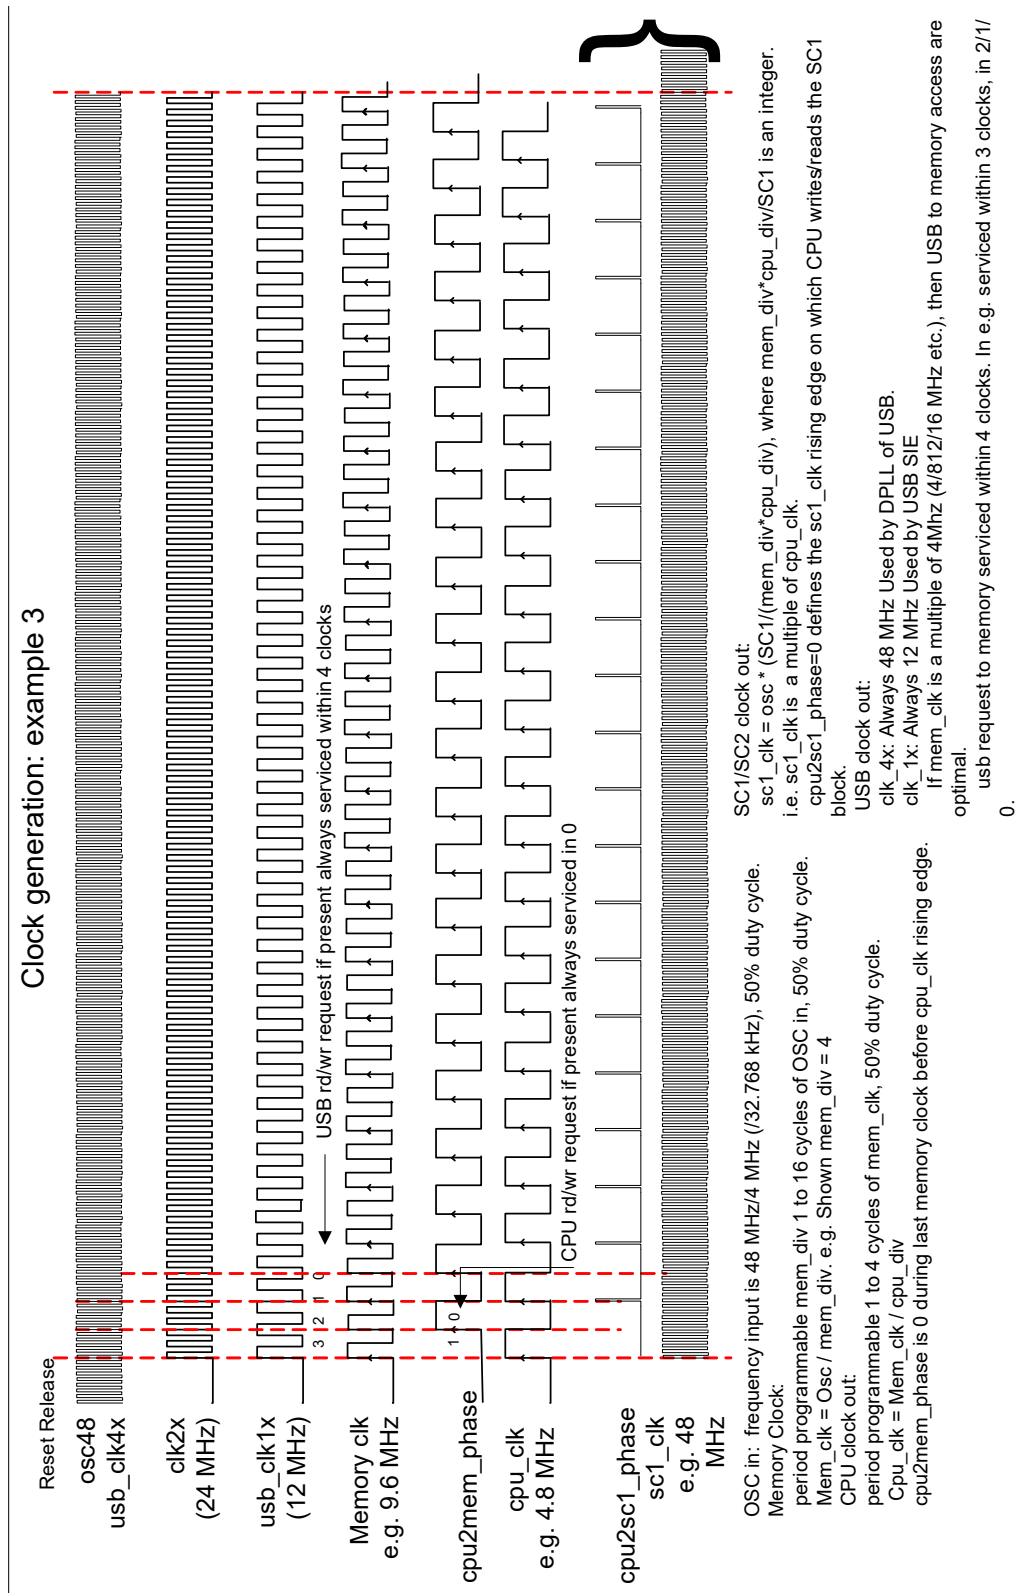 Clock generation: example 3
Reset Release
osc48
usb_clk4x
clk2x
(24 MHz)
usb_clk1x
(12 MHz)
3 2 1 0
USB rd/wr request if present always serviced within 4 clocks
Memory clk
e.g. 9.6 MHz
cpu2mem_phase
1 0
CPU rd/wr request if present always serviced in 0
cpu_clk
e.g. 4.8 MHz
cpu2sc1_phase
sc1_clk
e.g. 48
MHz
OSC in: frequency input is 48 MHz/4 MHz (/32.768 kHz), 50% duty cycle.
Memory Clock:
period programmable mem_div 1 to 16 cycles of OSC in, 50% duty cycle.
Mem_clk = Osc / mem_div. e.g. Shown mem_div = 4
CPU clock out:
period programmable 1 to 4 cycles of mem_clk, 50% duty cycle.
Cpu_clk = Mem_clk / cpu_div
cpu2mem_phase is 0 during last memory clock before cpu_clk rising edge.
SC1/SC2 clock out:
sc1_clk = osc * (SC1/(mem_div*cpu_div), where mem_div*cpu_div/SC1 is an integer.
i.e. sc1_clk is a multiple of cpu_clk.
cpu2sc1_phase=0 defines the sc1_clk rising edge on which CPU writes/reads the SC1
block.
USB clock out:
clk_4x: Always 48 MHz Used by DPLL of USB.
clk_1x: Always 12 MHz Used by USB SIE
If mem_clk is a multiple of 4Mhz (4/812/16 MHz etc.), then USB to memory access are
optimal.
usb request to memory serviced within 4 clocks. In e.g. serviced within 3 clocks, in 2/1/
0.